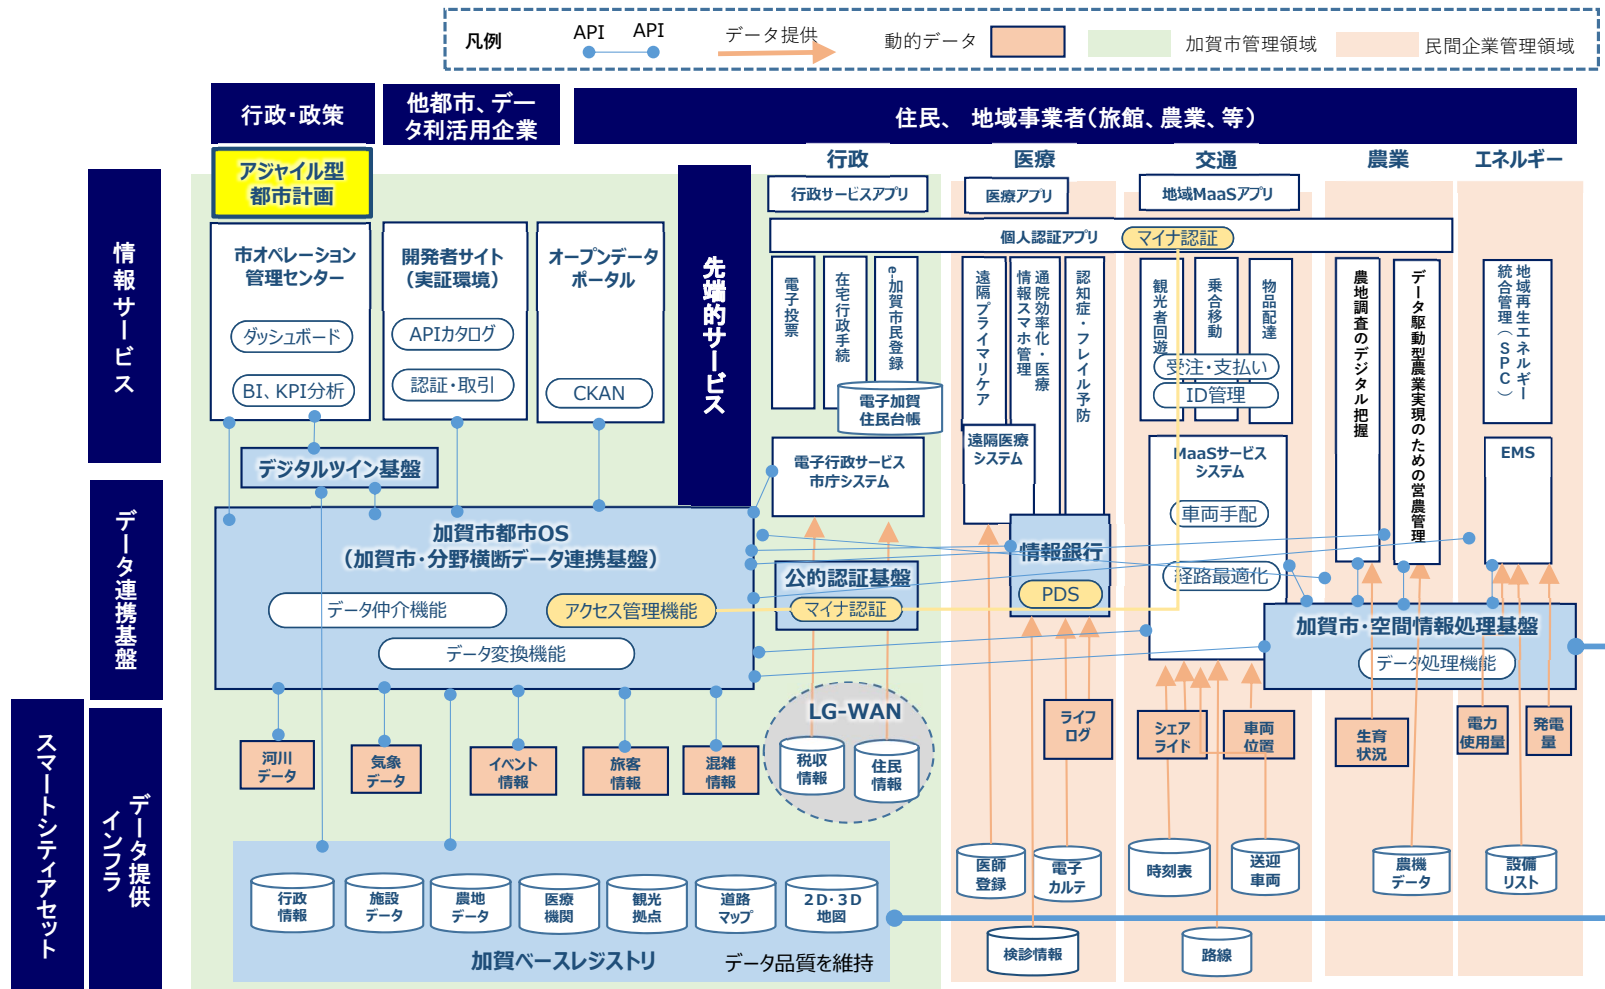 凡例
API
API
データ提供
動的データ
加賀市管理領域
民間企業管理領域
行政・政策
他都市、デー
タ利活用企業
住民、 地域事業者（旅館、農業、等）
情報サービス
データ連携基盤
スマートシティアセット
データ提供
インフラ
アジャイル型
都市計画
市オペレーション
管理センター
ダッシュボード
BI、KPI分析
開発者サイト
（実証環境）
APIカタログ
認証・取引
オープンデータ
ポータル
CKAN
先端的サービス
行政
医療
交通
農業
エネルギー
行政サービスアプリ
医療アプリ
地域MaaSアプリ
個人認証アプリ
マイナ認証
電子投票
在宅行政手続
e-加賀市民登録
電子加賀
住民台帳
遠隔プライマリケア
通院効率化・医療
情報スマホ管理
認知症・フレイル予防
観光者回遊
乗合移動
物品配達
受注・支払い
ID管理
農地調査のデジタル把握
データ駆動型農業実現のための営農管理
地域再生エネルギー
統合管理（SPC）
デジタルツイン基盤
電子行政サービス
市庁システム
遠隔医療
システム
MaaSサービス
システム
車両手配
経路最適化
EMS
加賀市都市OS
（加賀市・分野横断データ連携基盤）
データ仲介機能
アクセス管理機能
データ変換機能
公的認証基盤
マイナ認証
情報銀行
PDS
加賀市・空間情報処理基盤
データ処理機能
河川
データ
気象
データ
イベント
情報
旅客
情報
混雑
情報
LG-WAN
税収
情報
住民
情報
ライフ
ログ
シェア
ライド
車両
位置
生育
状況
電力
使用量
発電
量
医師
登録
電子
カルテ
時刻表
送迎
車両
農機
データ
設備
リスト
検診情報
路線
行政
情報
施設
データ
農地
データ
医療
機関
観光
拠点
道路
マップ
2D・3D
地図
加賀ベースレジストリ
データ品質を維持